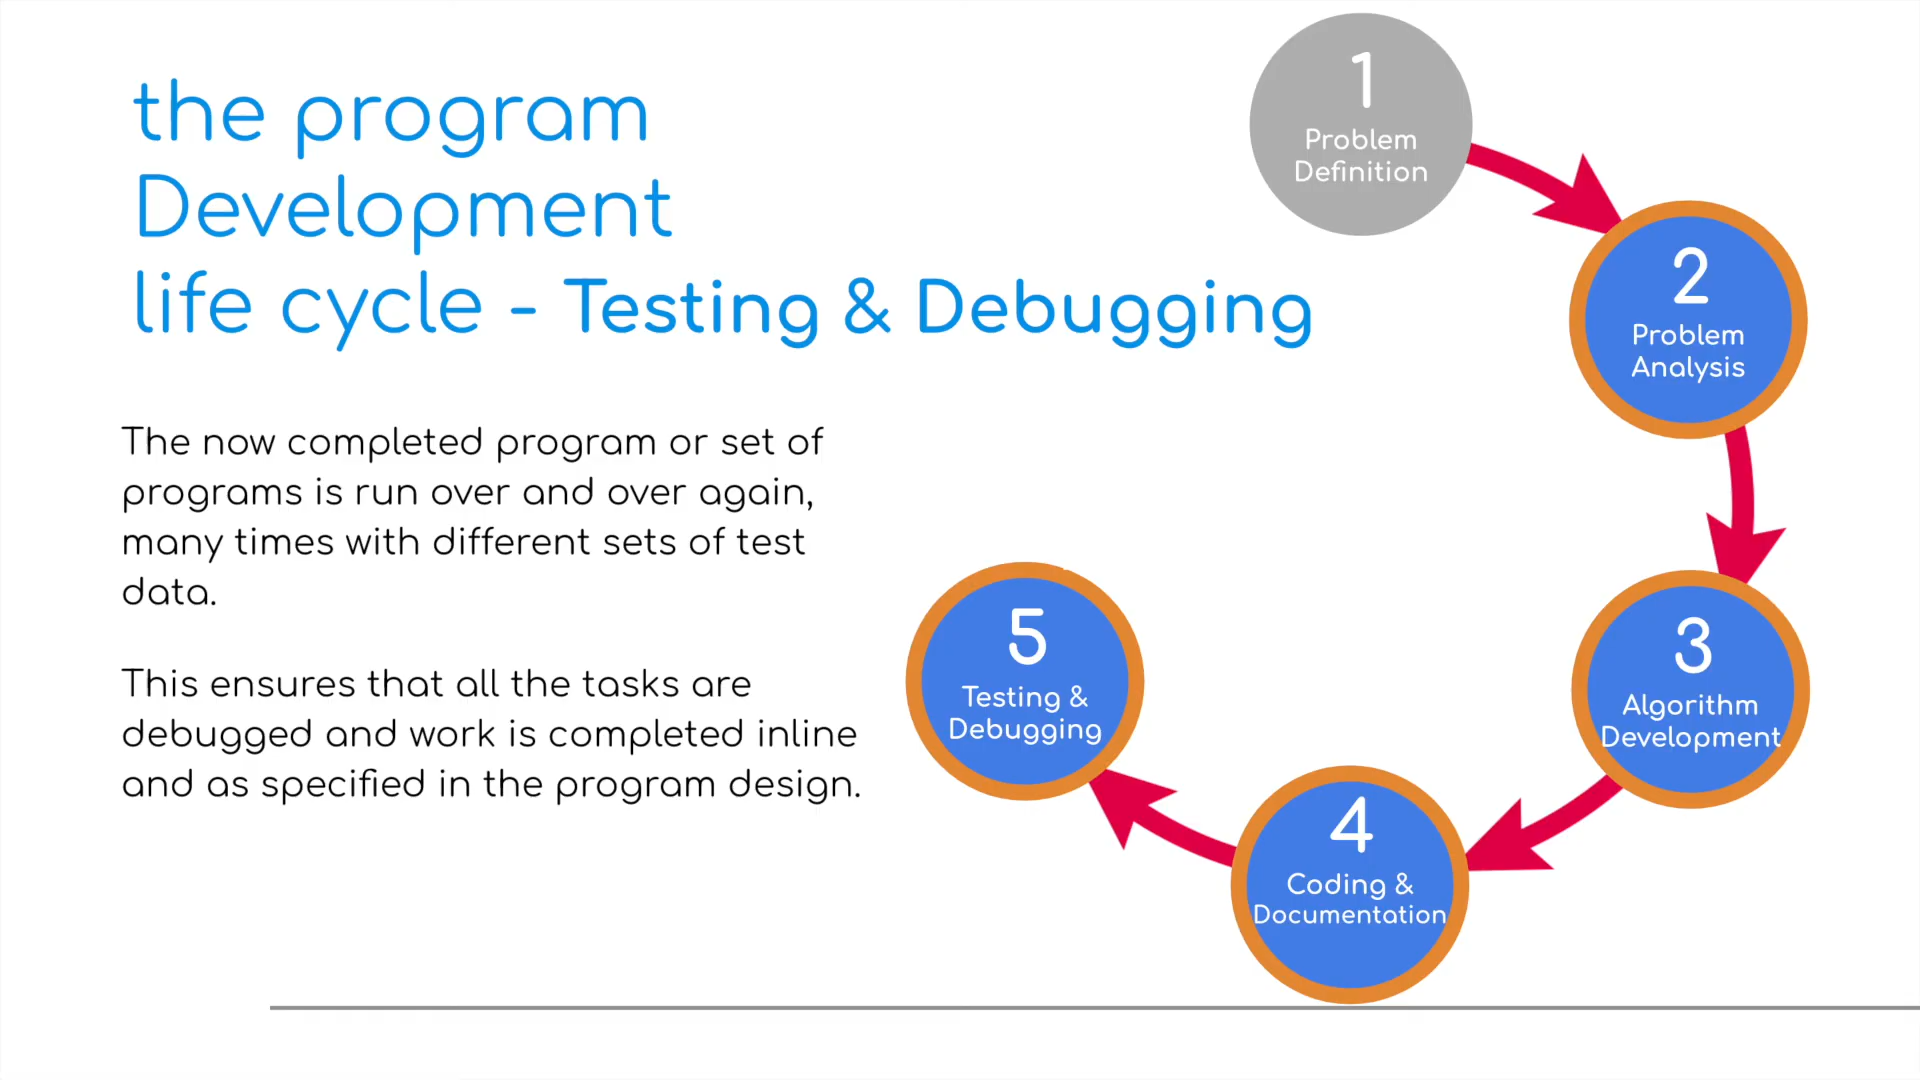 the program
Development
life cycle - Testing & Debugging
The now completed program or set of
programs is run over and over again,
many times with different sets of test
data.
This ensures that all the tasks are
debugged and work is completed inline
and as specified in the program design.
1
Problem
Definition
2
Problem
Analysis
3
Algorithm
Development
4
Coding &
Documentation
5
Testing &
Debugging